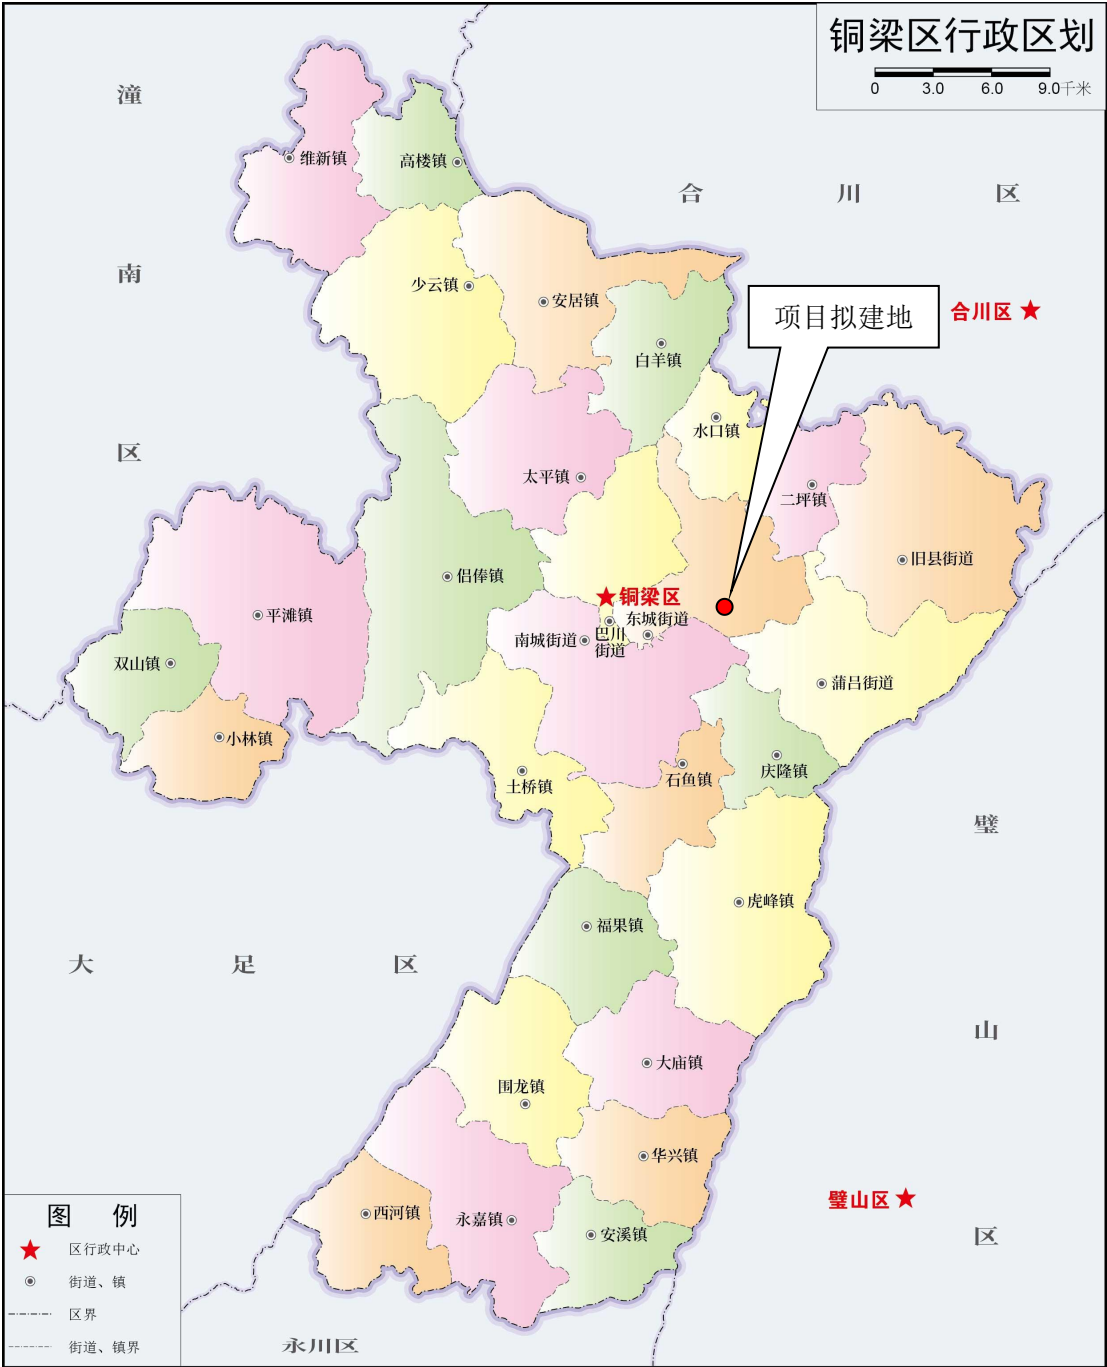 铜梁区行政区划
0 3.0 6.0 9.0千米
潼
南
区
合 川 区
维新镇
高楼镇
少云镇
安居镇
项目拟建地
合川区
白羊镇
水口镇
太平镇
二坪镇
旧县街道
侣俸镇
铜梁区
平滩镇
东城街道
南城街道
巴川
街道
双山镇
蒲吕街道
小林镇
庆隆镇
石鱼镇
土桥镇
璧
山
区
虎峰镇
福果镇
大 足 区
大庙镇
围龙镇
华兴镇
璧山区
西河镇
永嘉镇
安溪镇
永川区
图 例
区行政中心
街道、镇
区界
街道、镇界